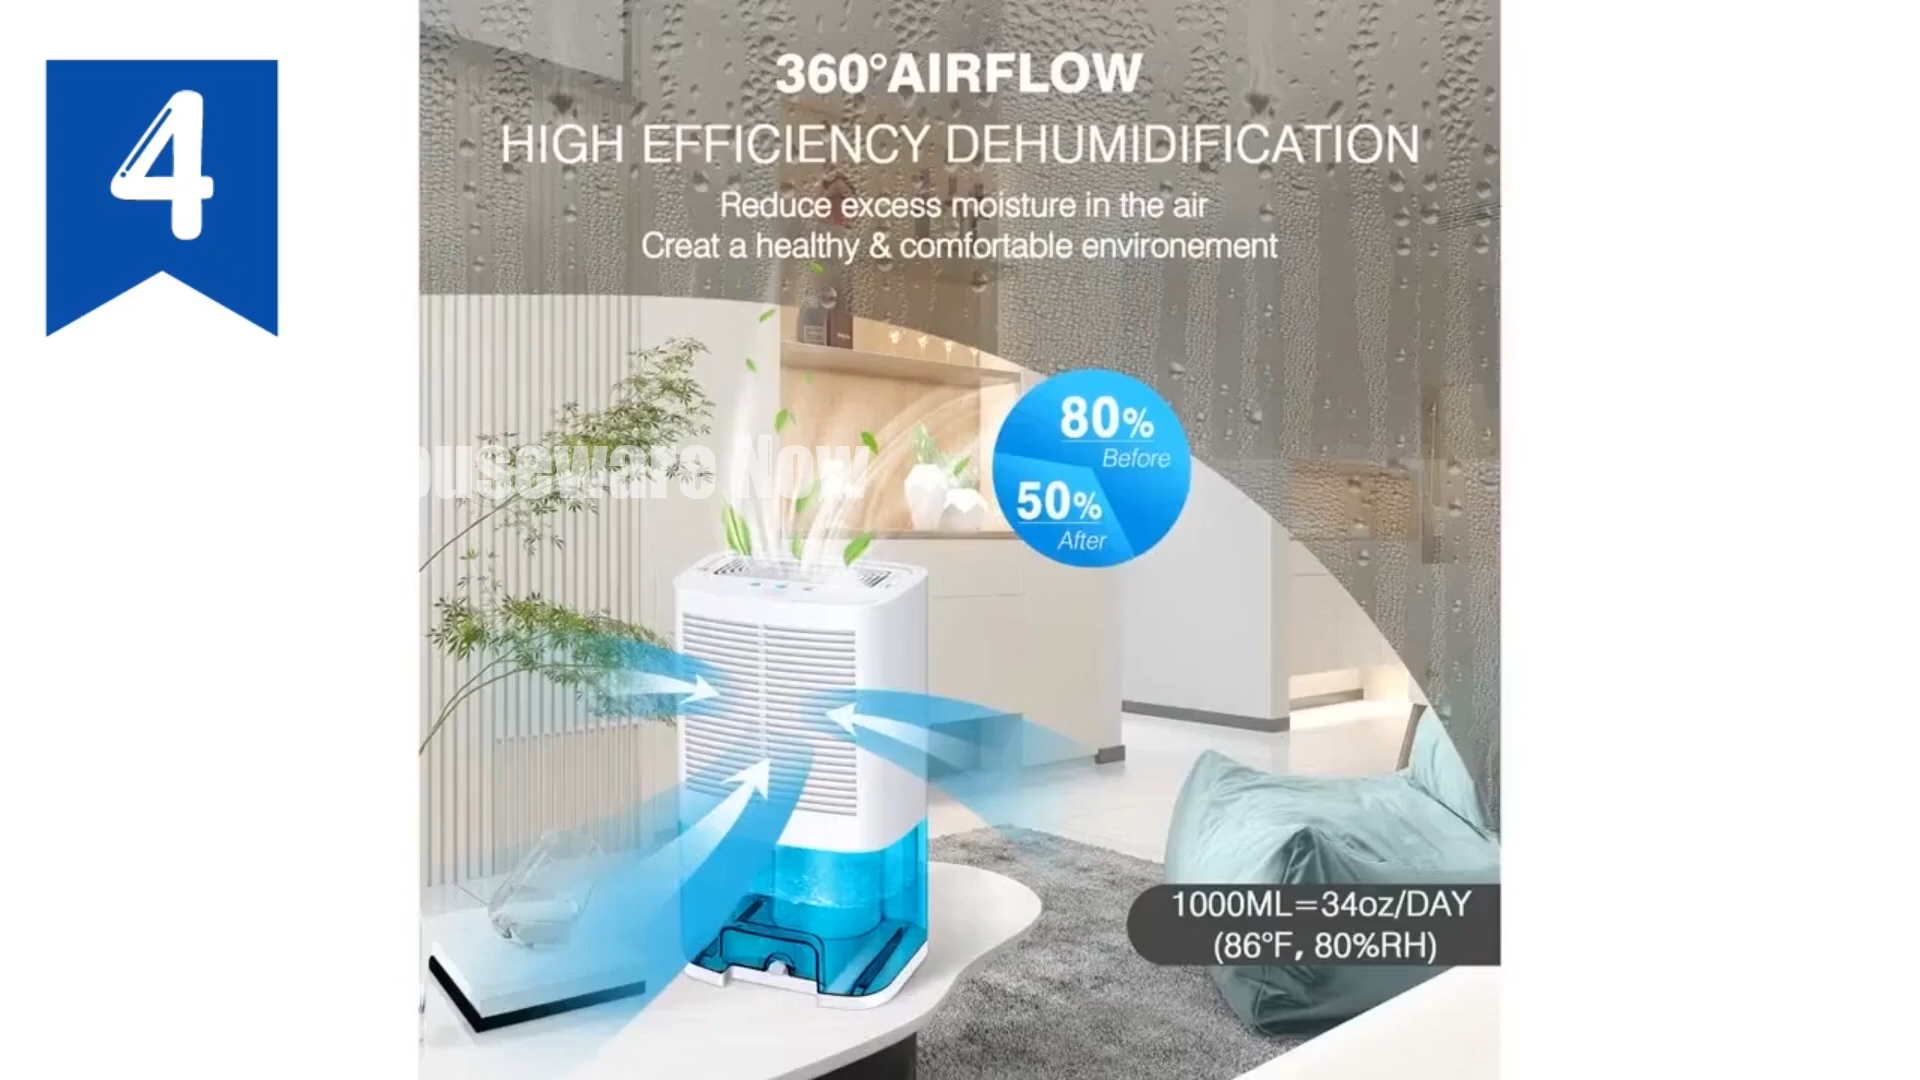 4
360°AIRFLOW
HIGH EFFICIENCY DEHUMIDIFICATION
Reduce excess moisture in the air
Creat a healthy & comfortable environement
80%
Before
50%
After
Now
1000ML=34oz/DAY
(86°F, 80%RH)